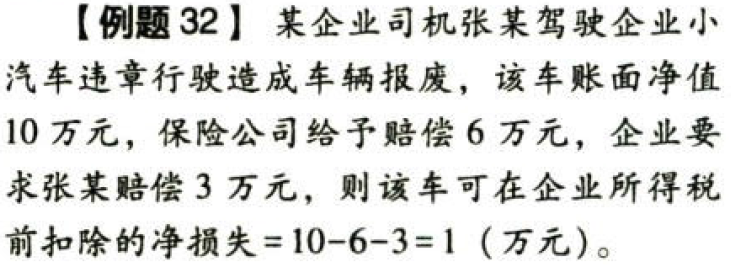 【例题 32】 某企业司机张某驾驶企业小
汽车违章行驶造成车辆报废，该车账面净值
10 万元，保险公司给予赔偿 6 万元，企业要
求张某赔偿 3 万元，则该车可在企业所得税
前扣除的净损失=10-6-3=1（万元）。